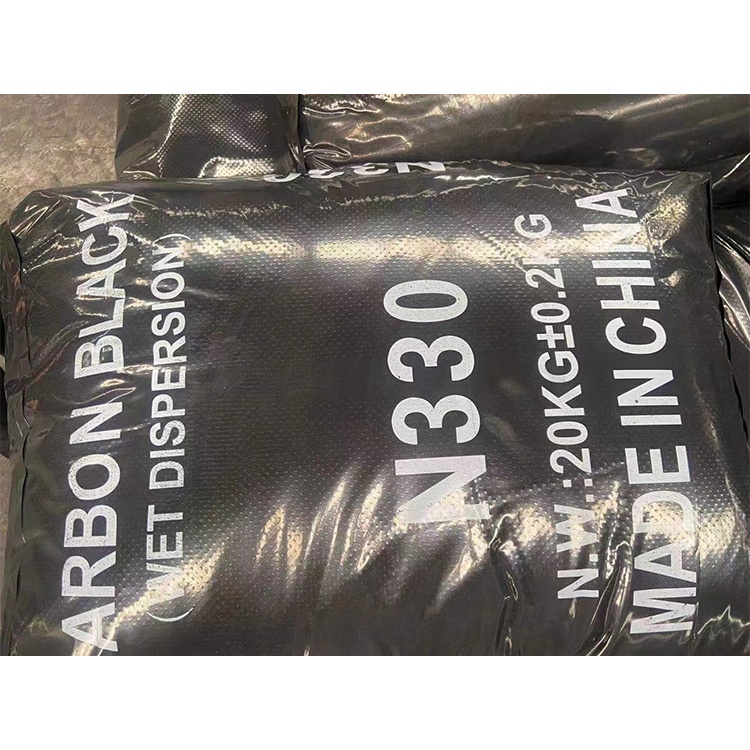 ARBON BLACK
(WET DISPERSION)
N330
N.W.:20KG±0.2KG
MADE IN CHINA